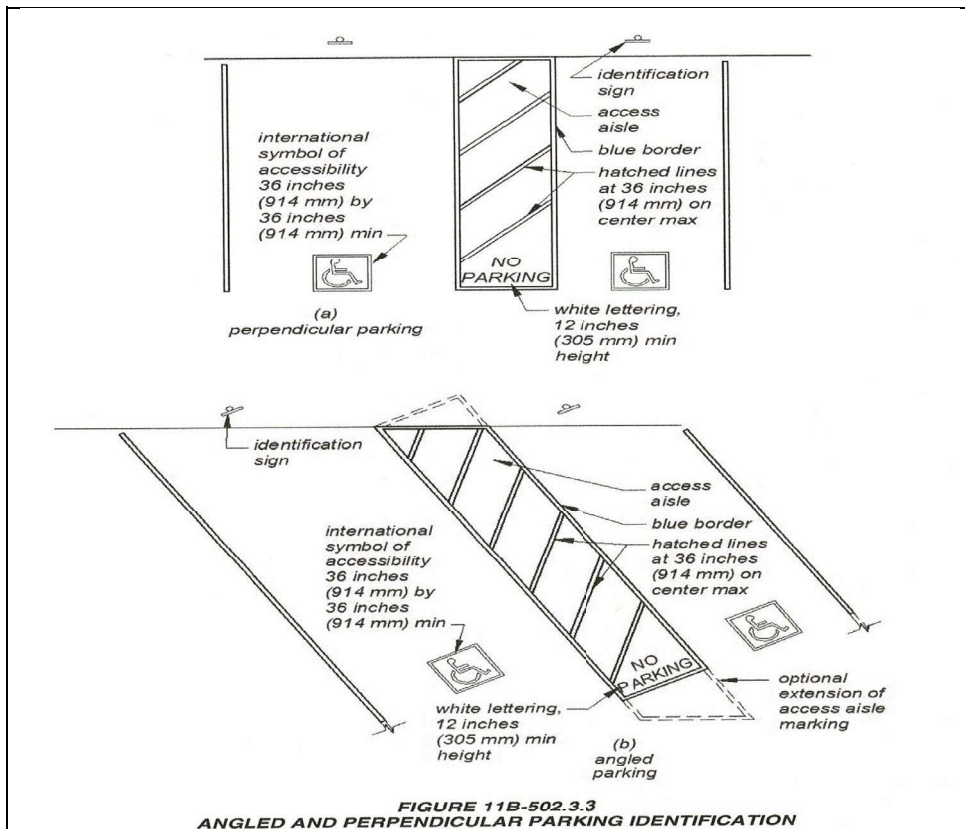 identification
sign
access
aisle
blue border
hatched lines
at 36 inches
(914 mm) on
center max
international
symbol of
accessibility
36 inches
(914 mm) by
36 inches
(914 mm) min
NO
PARKING
(a)
perpendicular parking
white lettering,
12 inches
(305 mm) min
height
identification
sign
access
aisle
blue border
hatched lines
at 36 inches
(914 mm) on
center max
international
symbol of
accessibility
36 inches
(914 mm) by
36 inches
(914 mm) min
NO
PARKING
optional
extension of
access aisle
marking
white lettering,
12 inches
(305 mm) min
height
(b)
angled
parking
FIGURE 11B-502.3.3
ANGLED AND PERPENDICULAR PARKING IDENTIFICATION